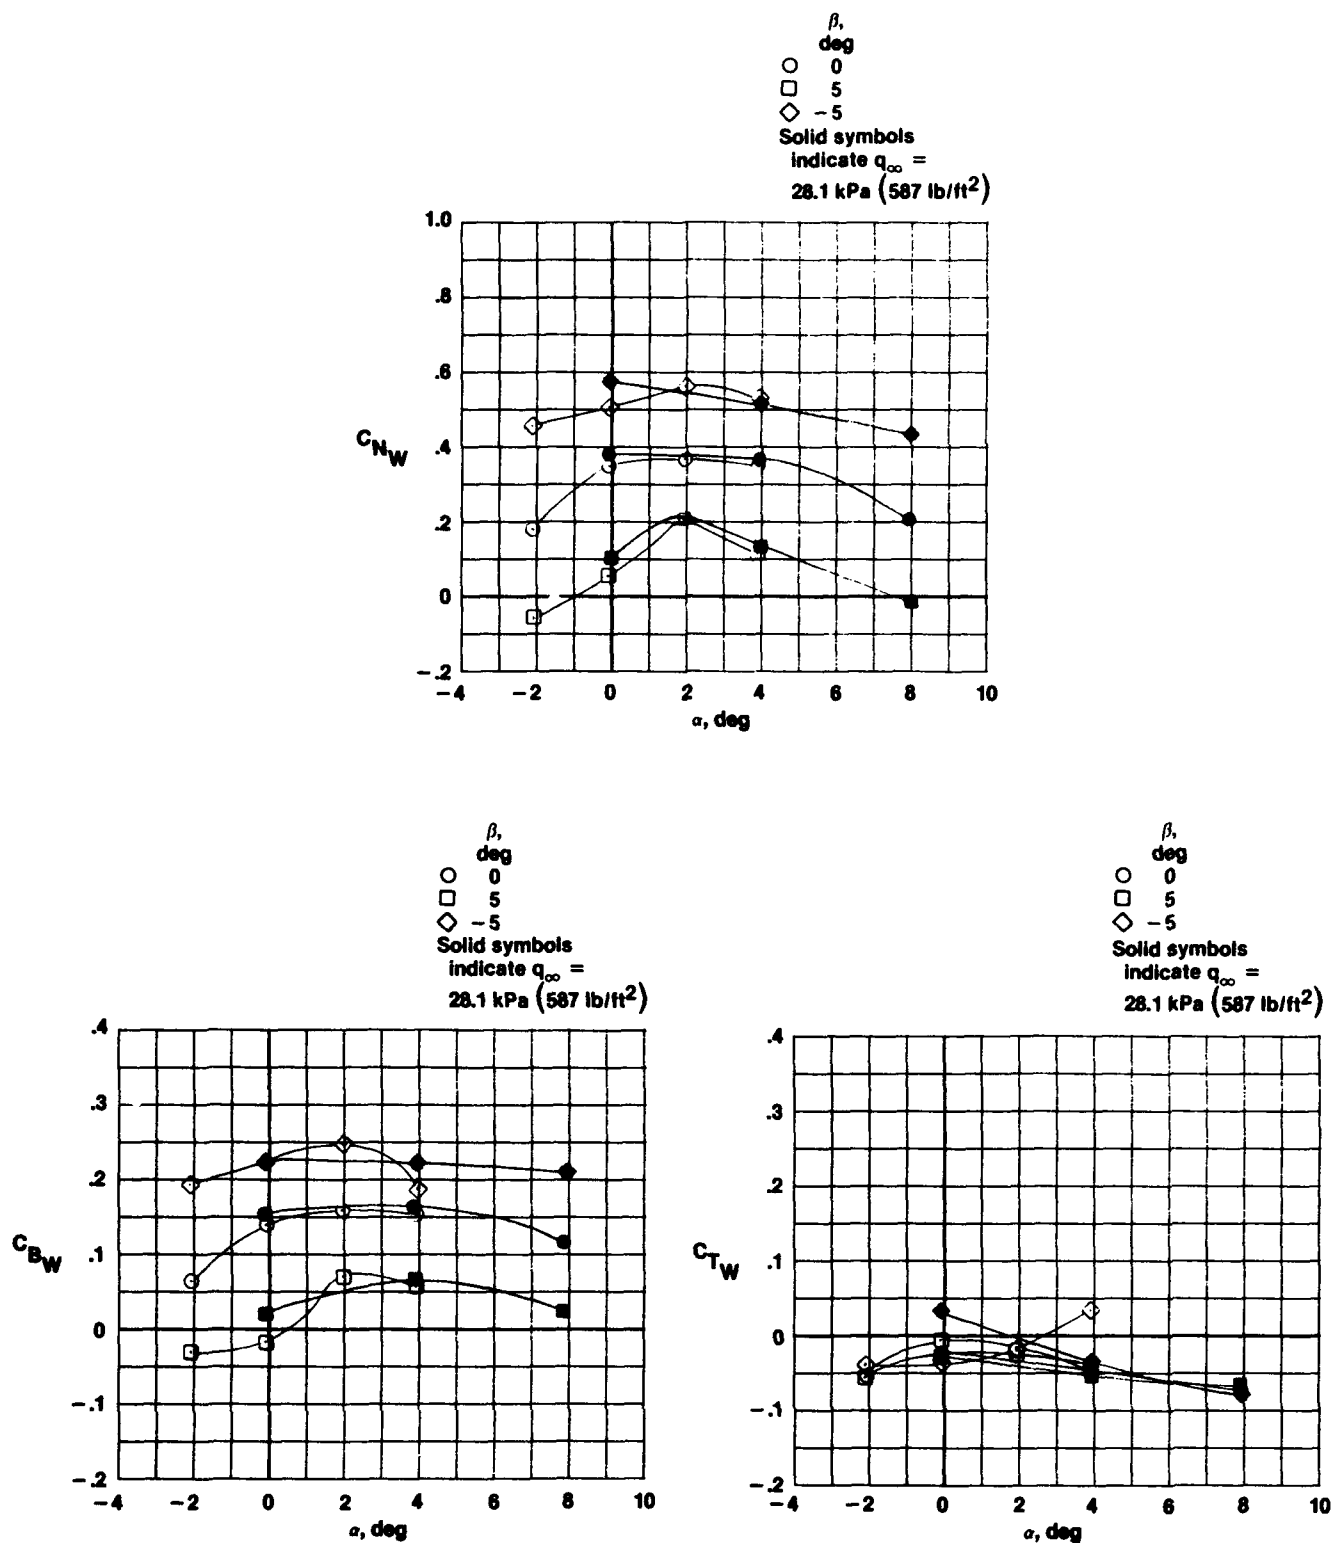 β,
deg
0
5
−5
Solid symbols
indicate q∞ =
28.1 kPa (587 lb/ft²)
1.0
.8
.6
.4
.2
0
−.2
C_N_W
−4 −2 0 2 4 6 8 10
α, deg
β,
deg
0
5
−5
Solid symbols
indicate q∞ =
28.1 kPa (587 lb/ft²)
.4
.3
.2
.1
0
−.1
−.2
C_B_W
−4 −2 0 2 4 6 8 10
α, deg
β,
deg
0
5
−5
Solid symbols
indicate q∞ =
28.1 kPa (587 lb/ft²)
.4
.3
.2
.1
0
−.1
−.2
C_T_W
−4 −2 0 2 4 6 8 10
α, deg